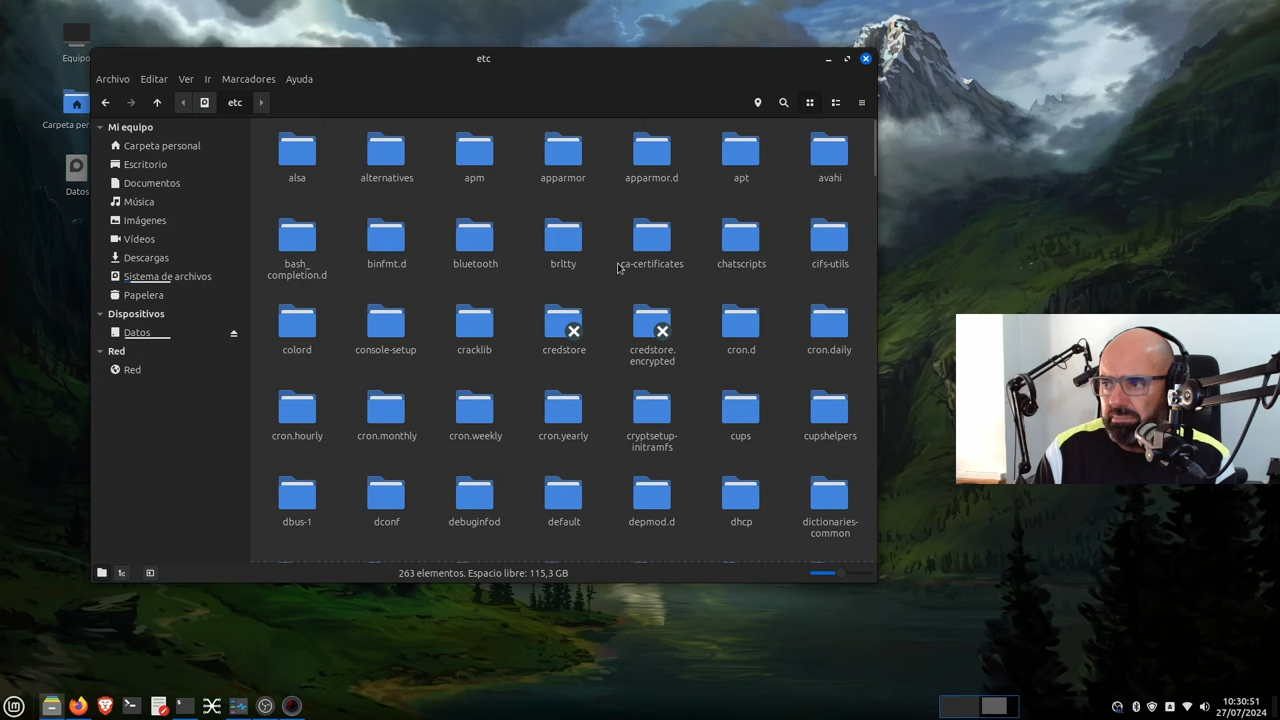 Equipo
Carpeta per
Datos
etc
Archivo Editar Ver Ir Marcadores Ayuda
etc
Mi equipo
Carpeta personal
Escritorio
Documentos
Música
Imágenes
Vídeos
Descargas
Sistema de archivos
Papelera
Dispositivos
Datos
Red
Red
alsa alternatives apm apparmor apparmor.d apt avahi
bash_ binfmt.d bluetooth brltty ca-certificates chatscripts cifs-utils
completion.d
colord console-setup cracklib credstore credstore. cron.d cron.daily
encrypted
cron.hourly cron.monthly cron.weekly cron.yearly cryptsetup- cups cupshelpers
initramfs
dbus-1 dconf debuginfod default depmod.d dhcp dictionaries-
common
263 elementos. Espacio libre: 115,3 GB
10:30:51
27/07/2024